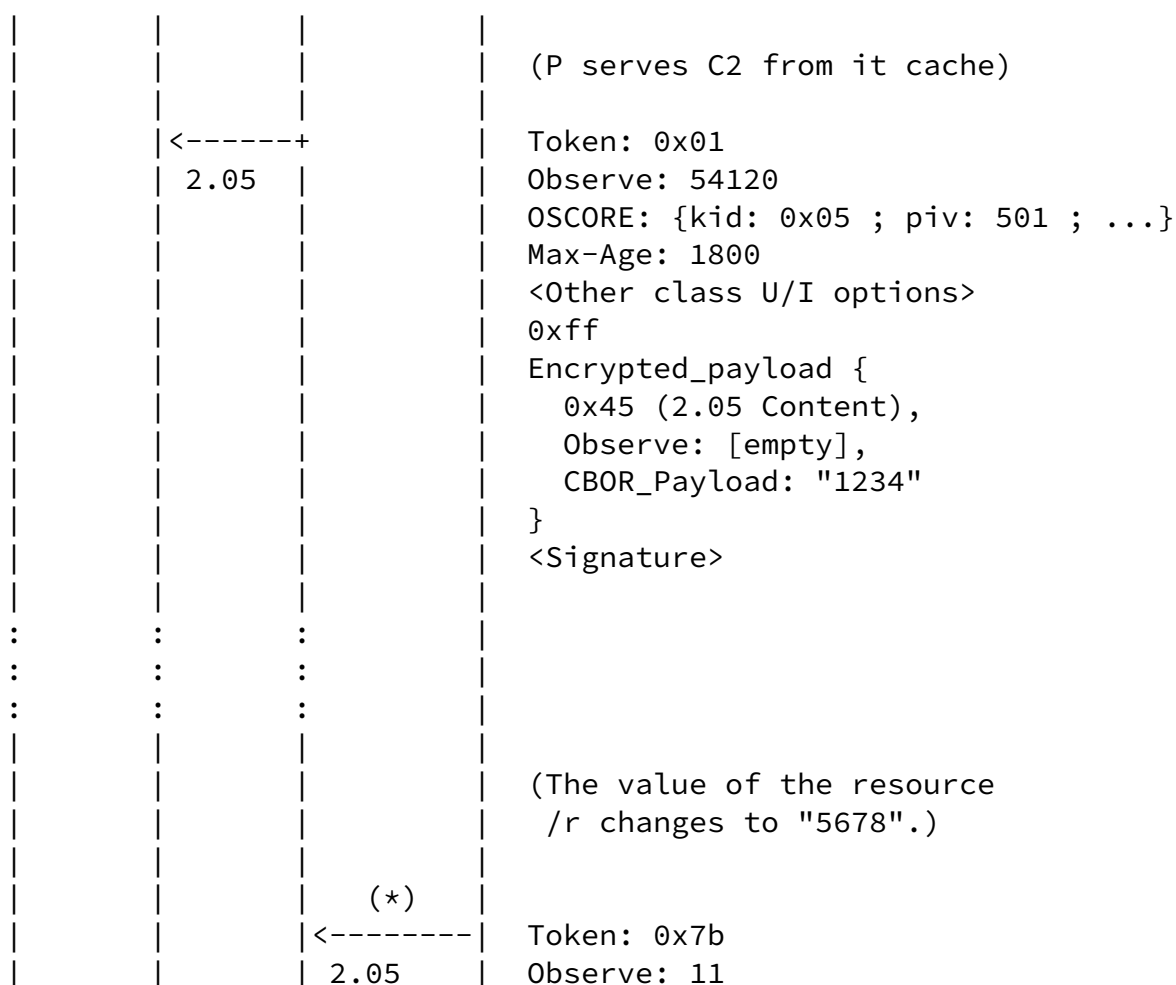 |         |         |           |
|         |         |           |  (P serves C2 from it cache)
|         |         |           |
|         |<------+           |  Token: 0x01
|         | 2.05  |           |  Observe: 54120
|         |         |           |  OSCORE: {kid: 0x05 ; piv: 501 ; ...}
|         |         |           |  Max-Age: 1800
|         |         |           |  <Other class U/I options>
|         |         |           |  0xff
|         |         |           |  Encrypted_payload {
|         |         |           |    0x45 (2.05 Content),
|         |         |           |    Observe: [empty],
|         |         |           |    CBOR_Payload: "1234"
|         |         |           |  }
|         |         |           |  <Signature>
|         |         |           |
:         :         :           |
:         :         :           |
:         :         :           |
|         |         |           |
|         |         |           |  (The value of the resource
|         |         |           |   /r changes to "5678".)
|         |         |           |
|         |         |    (*)    |
|         |         |<--------|  Token: 0x7b
|         |         | 2.05    |  Observe: 11